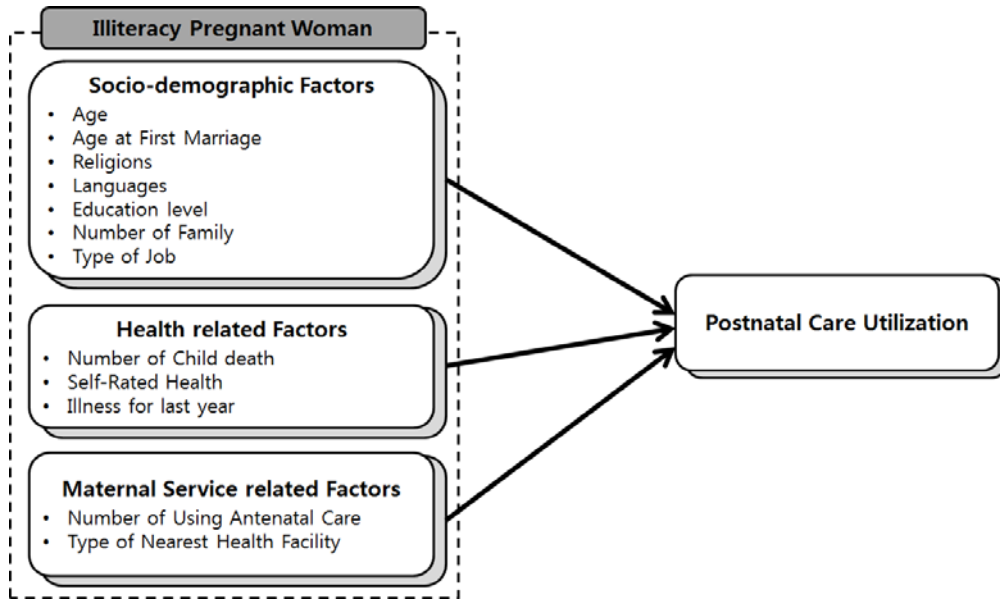 Illiteracy Pregnant Woman
Socio-demographic Factors
• Age
• Age at First Marriage
• Religions
• Languages
• Education level
• Number of Family
• Type of Job
Health related Factors
• Number of Child death
• Self-Rated Health
• Illness for last year
Maternal Service related Factors
• Number of Using Antenatal Care
• Type of Nearest Health Facility
Postnatal Care Utilization